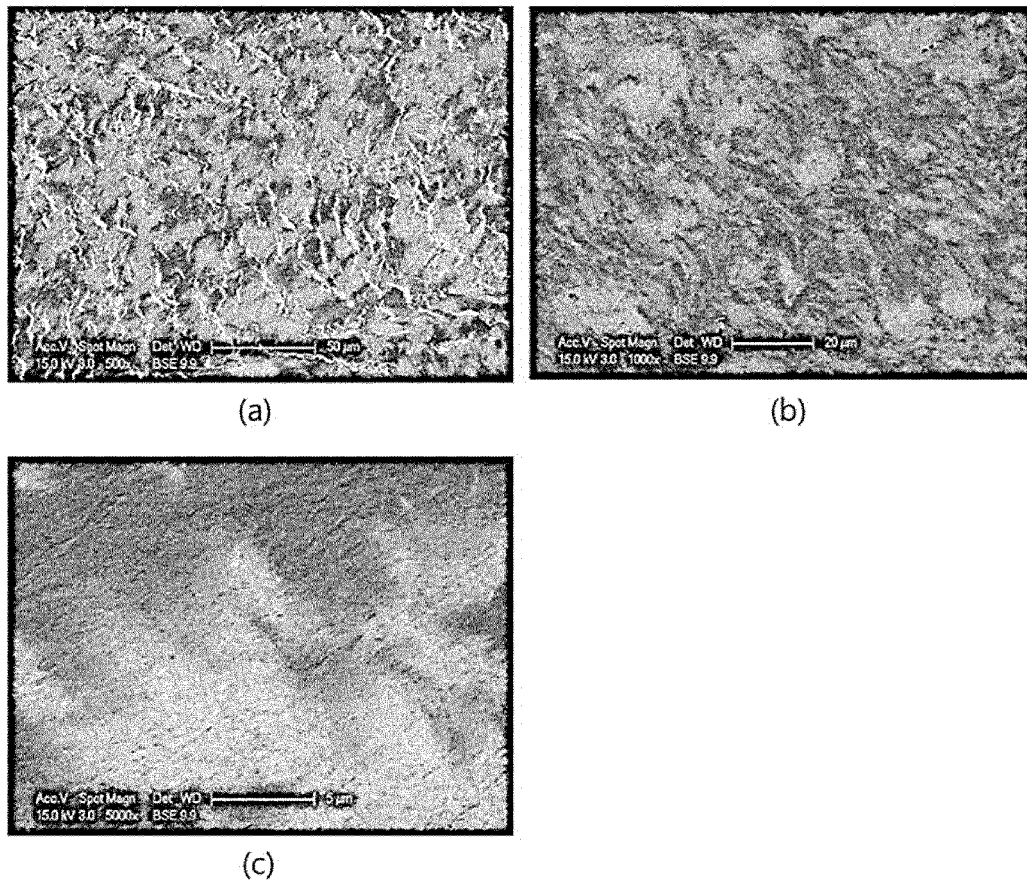 Acc.V Spot Magn Det WD 50 µm
15.0 kV 3.0 500x BSE 9.9
(a)
Acc.V Spot Magn Det WD 20 µm
15.0 kV 3.0 1000x BSE 9.9
(b)
Acc.V Spot Magn Det WD 5 µm
15.0 kV 3.0 5000x BSE 9.9
(c)